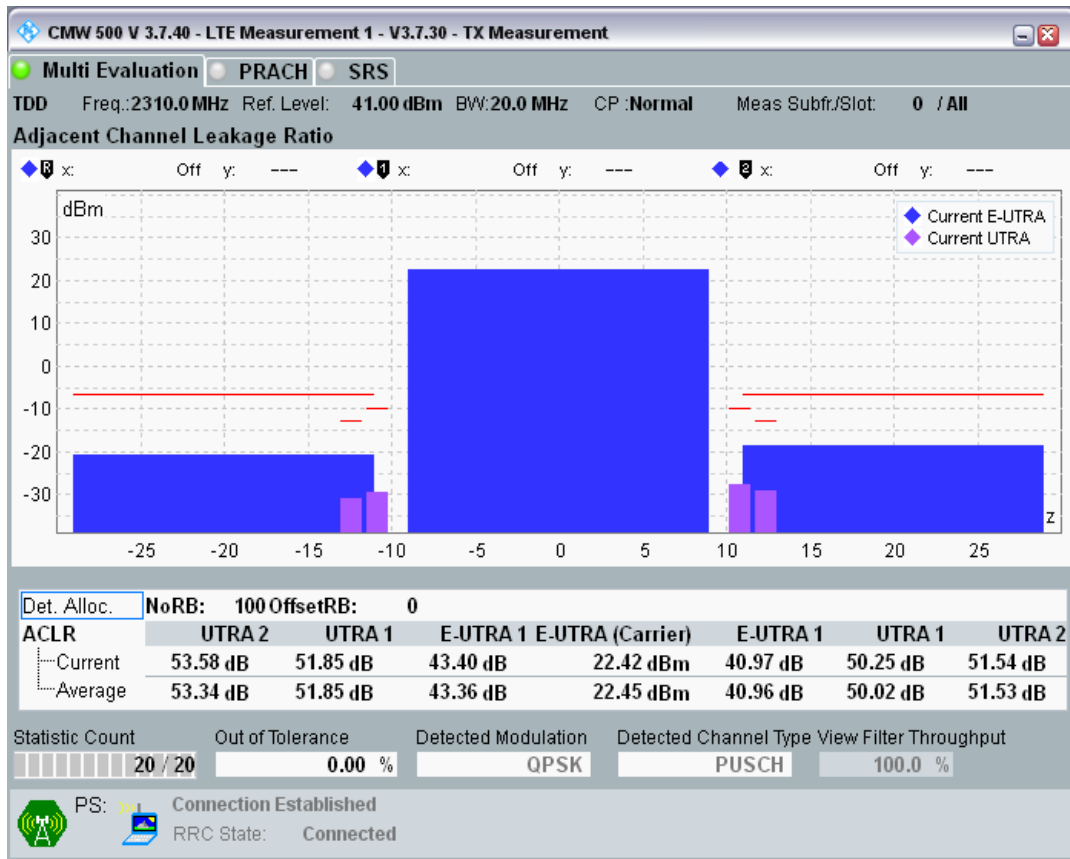 CMW 500 V 3.7.40 - LTE Measurement 1 - V3.7.30 - TX Measurement
Multi Evaluation PRACH SRS
TDD Freq.:2310.0 MHz Ref. Level: 41.00 dBm BW:20.0 MHz CP :Normal Meas Subfr./Slot: 0 / All
Adjacent Channel Leakage Ratio
R x: Off y: --- 1 x: Off y: --- 2 x: Off y: ---
dBm
Current E-UTRA
Current UTRA
30
20
10
0
-10
-20
-30
z
-25 -20 -15 -10 -5 0 5 10 15 20 25
Det. Alloc. NoRB: 100 OffsetRB: 0
ACLR UTRA 2 UTRA 1 E-UTRA 1 E-UTRA (Carrier) E-UTRA 1 UTRA 1 UTRA 2
Current 53.58 dB 51.85 dB 43.40 dB 22.42 dBm 40.97 dB 50.25 dB 51.54 dB
Average 53.34 dB 51.85 dB 43.36 dB 22.45 dBm 40.96 dB 50.02 dB 51.53 dB
Statistic Count Out of Tolerance Detected Modulation Detected Channel Type View Filter Throughput
20 / 20 0.00 % QPSK PUSCH 100.0 %
PS: Connection Established
RRC State: Connected